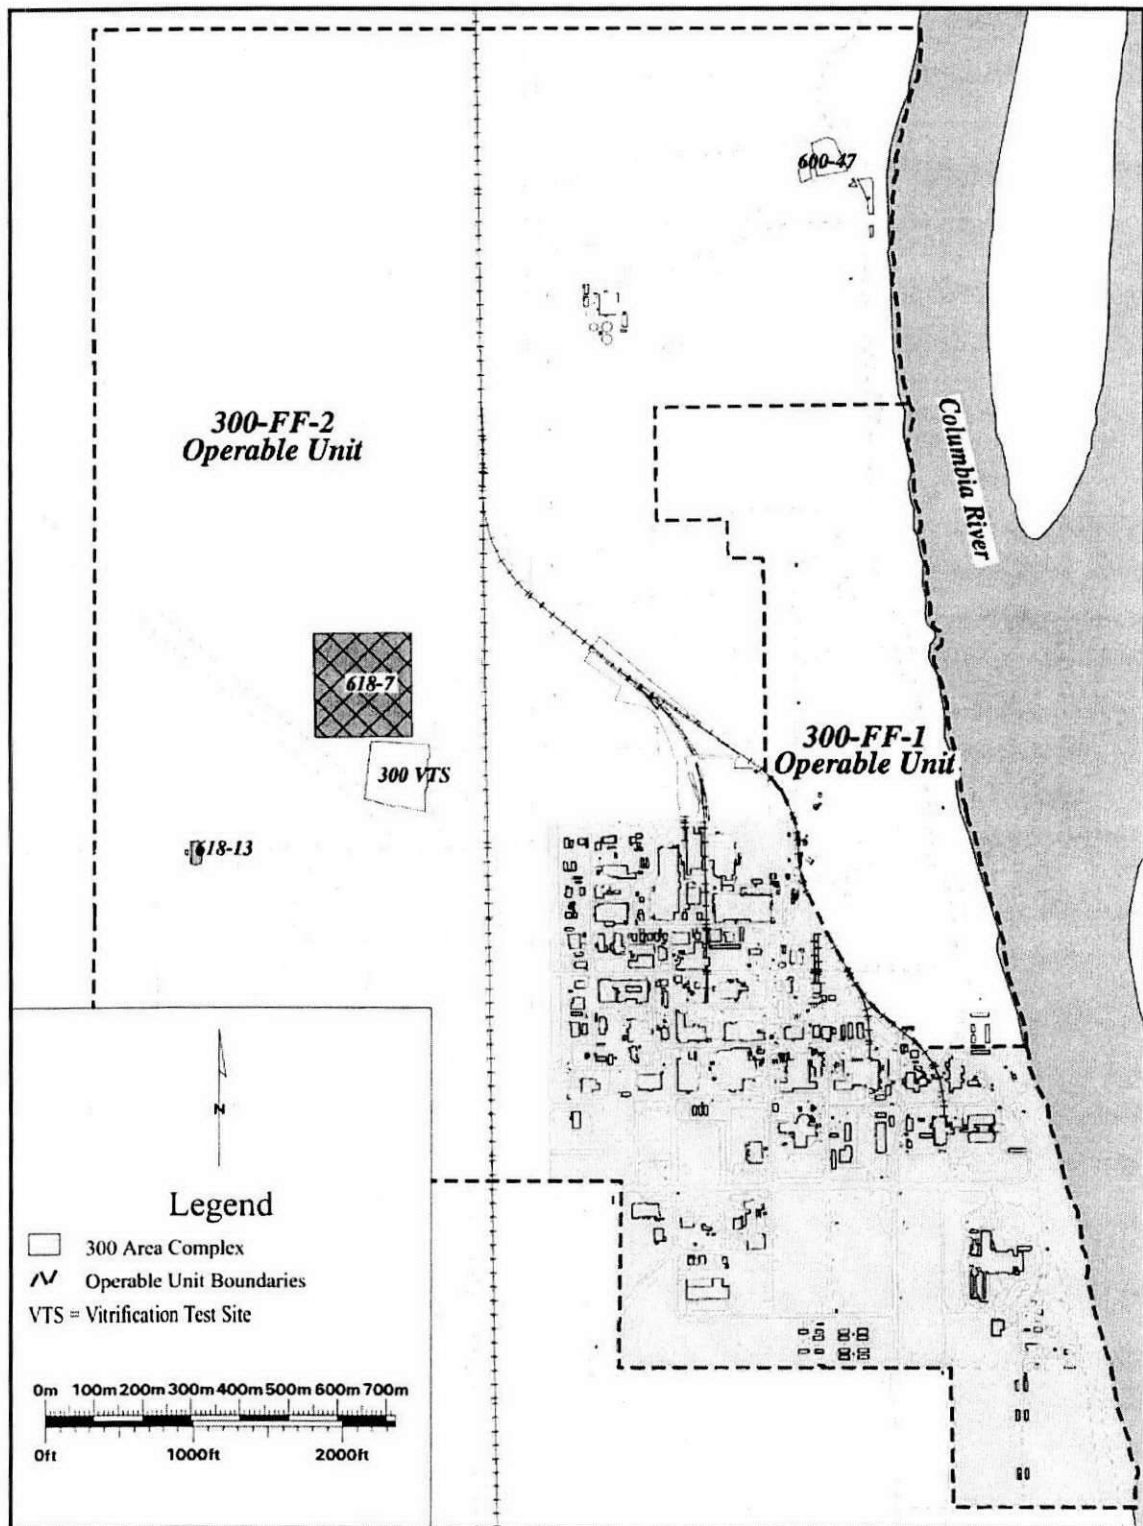 600-47
300-FF-2
Operable Unit
Columbia River
618-7
300-FF-1
Operable Unit
300 VTS
618-13
N
Legend
300 Area Complex
Operable Unit Boundaries
VTS = Vitrification Test Site
0m 100m 200m 300m 400m 500m 600m 700m
0ft 1000ft 2000ft